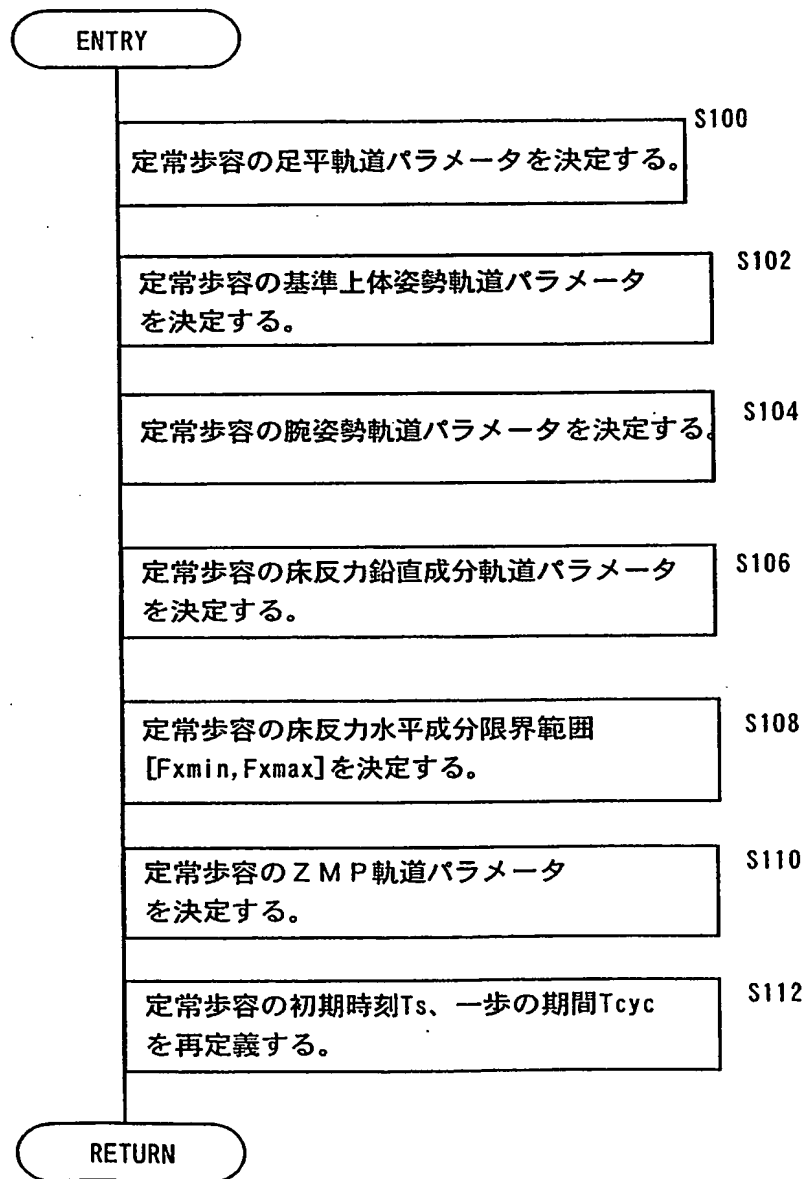 ENTRY
S100
定常歩容の足平軌道パラメータを決定する。
S102
定常歩容の基準上体姿勢軌道パラメータ
を決定する。
S104
定常歩容の腕姿勢軌道パラメータを決定する。
S106
定常歩容の床反力鉛直成分軌道パラメータ
を決定する。
S108
定常歩容の床反力水平成分限界範囲
[Fxmin,Fxmax]を決定する。
S110
定常歩容のＺＭＰ軌道パラメータ
を決定する。
S112
定常歩容の初期時刻Ts、一歩の期間Tcyc
を再定義する。
RETURN